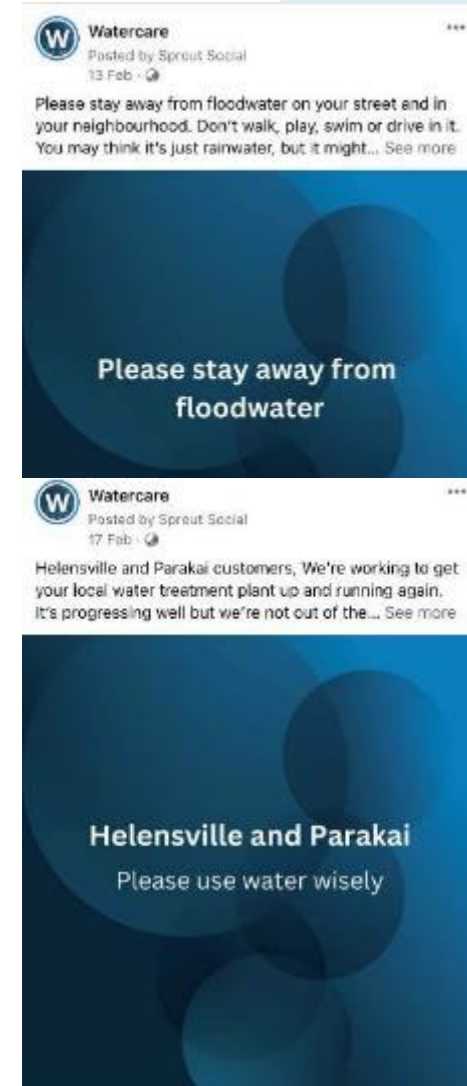 W
Watercare
Posted by Sprout Social
13 Feb ·
Please stay away from floodwater on your street and in
your neighbourhood. Don't walk, play, swim or drive in it.
You may think it's just rainwater, but it might... See more
Please stay away from
floodwater
W
Watercare
Posted by Sprout Social
17 Feb ·
Helensville and Parakai customers, We're working to get
your local water treatment plant up and running again.
It's progressing well but we're not out of the... See more
Helensville and Parakai
Please use water wisely